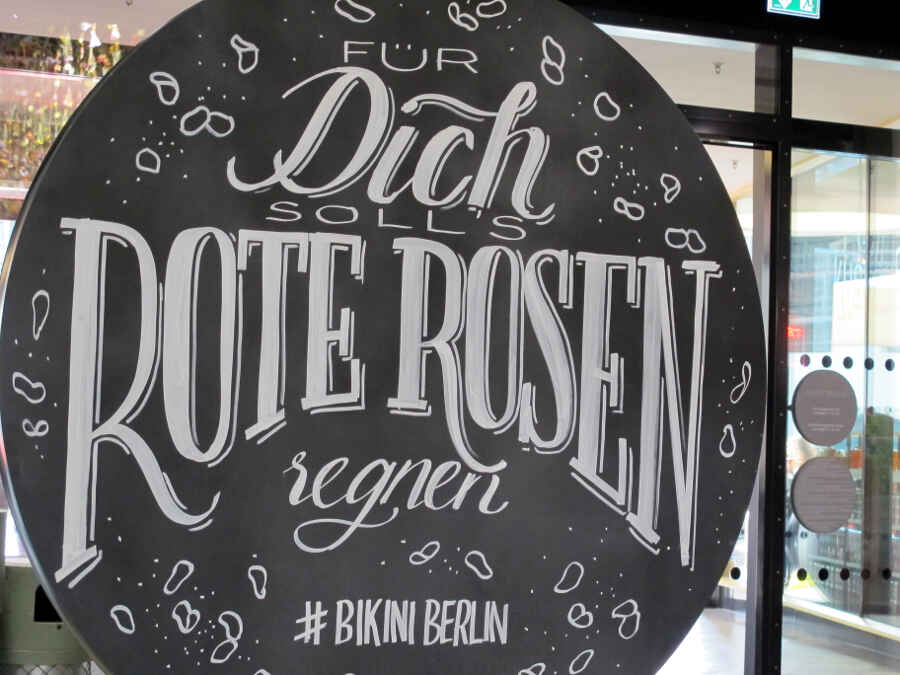 FÜR
Dich
SOLL'S
ROTE ROSEN
regnen
# BIKINI BERLIN